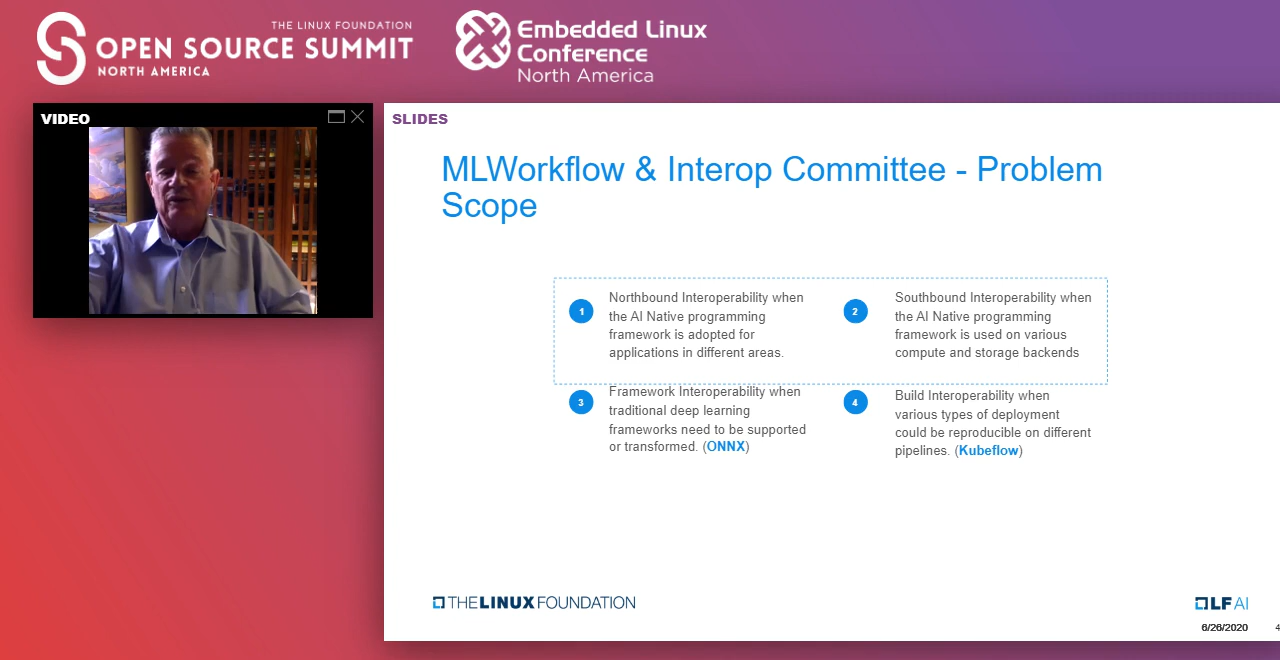 THE LINUX FOUNDATION
OPEN SOURCE SUMMIT
NORTH AMERICA
Embedded Linux
Conference
North America
VIDEO
SLIDES
MLWorkflow & Interop Committee - Problem
Scope
1
Northbound Interoperability when
the AI Native programming
framework is adopted for
applications in different areas.
2
Southbound Interoperability when
the AI Native programming
framework is used on various
compute and storage backends
3
Framework Interoperability when
traditional deep learning
frameworks need to be supported
or transformed. (ONNX)
4
Build Interoperability when
various types of deployment
could be reproducible on different
pipelines. (Kubeflow)
THE LINUX FOUNDATION
LF AI
6/26/2020
4